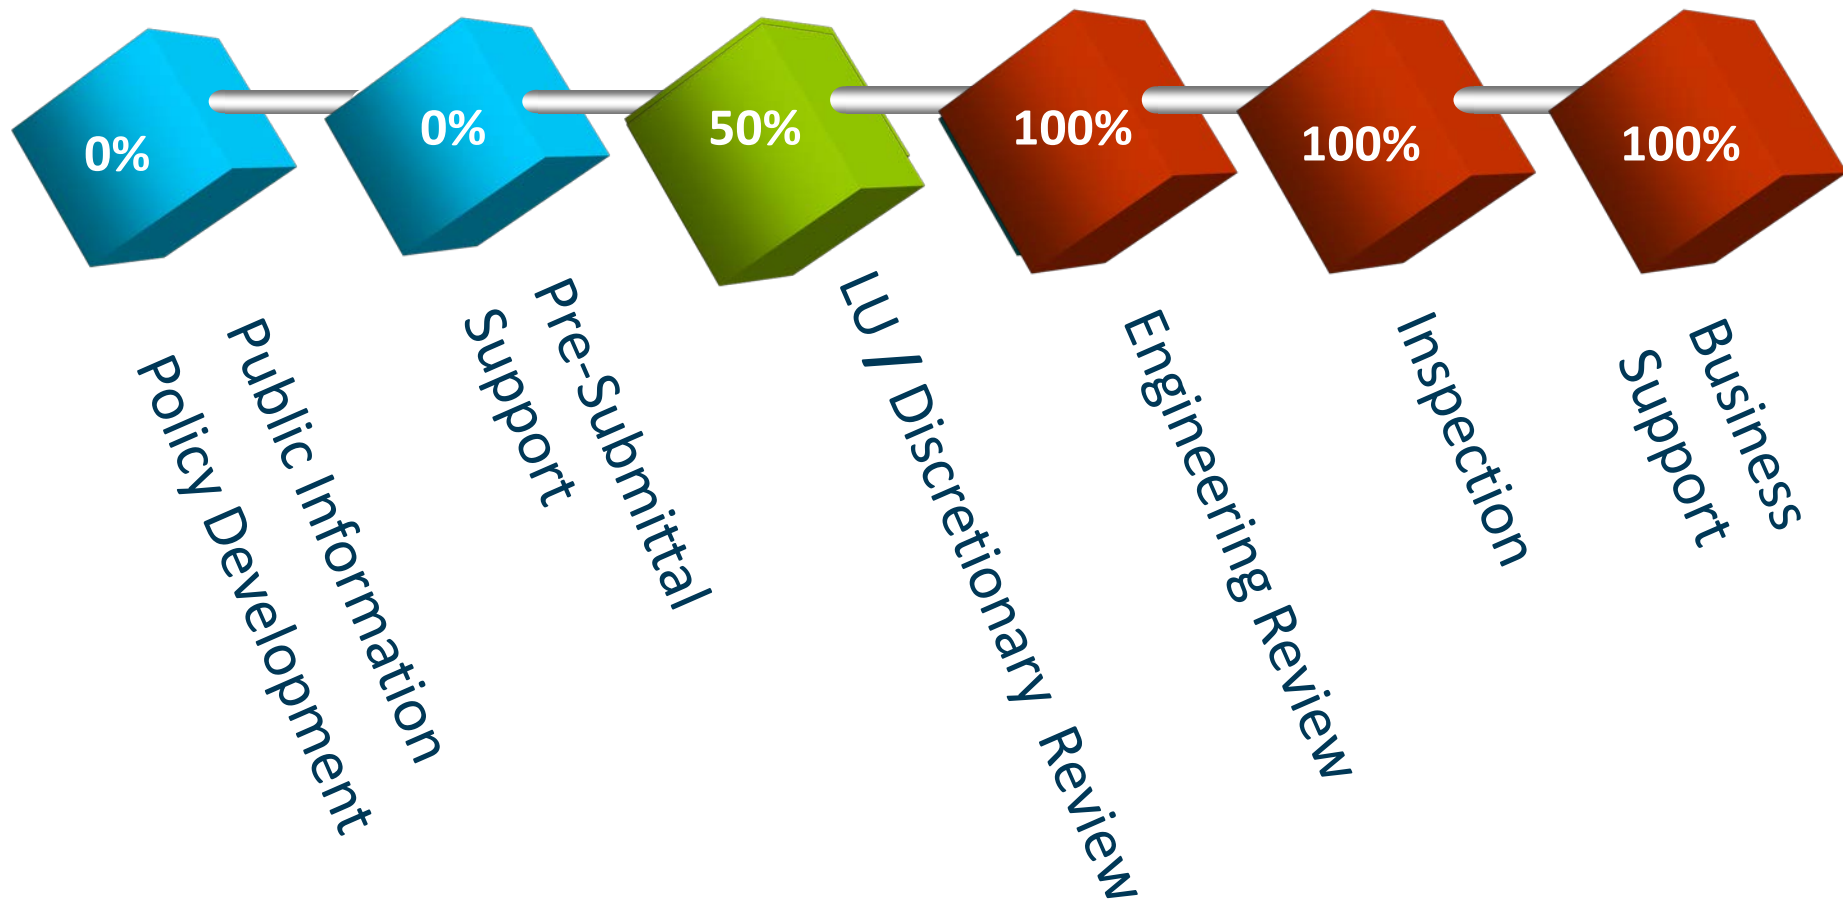 0%
0%
50%
100%
100%
100%
Public Information
Policy Development
Pre-Submittal
Support
LU / Discretionary Review
Engineering Review
Inspection
Business
Support